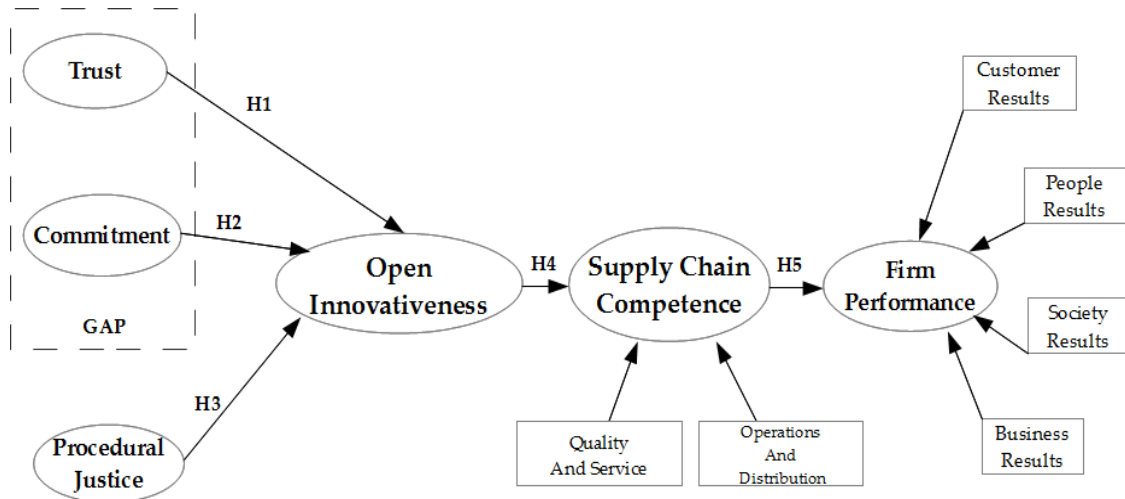 Trust
H1
Commitment
H2
GAP
H3
Procedural
Justice
Open
Innovativeness
H4
Supply Chain
Competence
H5
Firm
Performance
Customer
Results
People
Results
Society
Results
Business
Results
Quality
And Service
Operations
And
Distribution